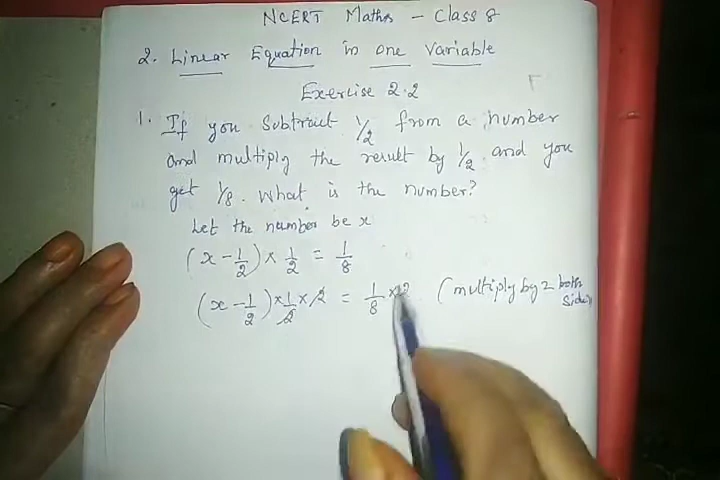 NCERT Maths - Class 8
2. Linear Equation in one variable
Exercise 2.2
1. If you subtract 1/2 from a number
and multiply the result by 1/2 and you
get 1/8. What is the number?
Let the number be x
(x - 1/2) × 1/2 = 1/8
(x - 1/2) × 1/2 × 2 = 1/8 × 2 (multiply by 2 both
sides